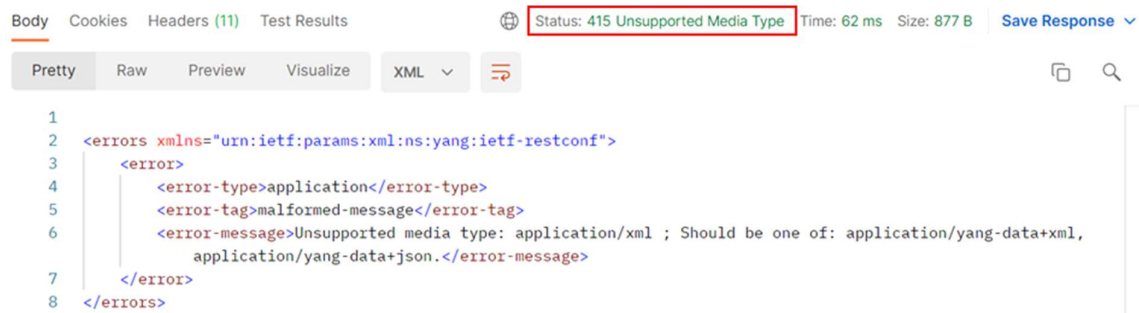 Body Cookies Headers (11) Test Results Status: 415 Unsupported Media Type Time: 62 ms Size: 877 B Save Response
Pretty Raw Preview Visualize XML
1
2 <errors xmlns="urn:ietf:params:xml:ns:yang:ietf-restconf">
3 <error>
4 <error-type>application</error-type>
5 <error-tag>malformed-message</error-tag>
6 <error-message>Unsupported media type: application/xml ; Should be one of: application/yang-data+xml,
application/yang-data+json.</error-message>
7 </error>
8 </errors>